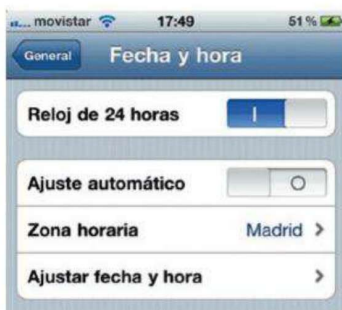 movistar 17:49 51 %
General Fecha y hora
Reloj de 24 horas
Ajuste automático
Zona horaria Madrid
Ajustar fecha y hora